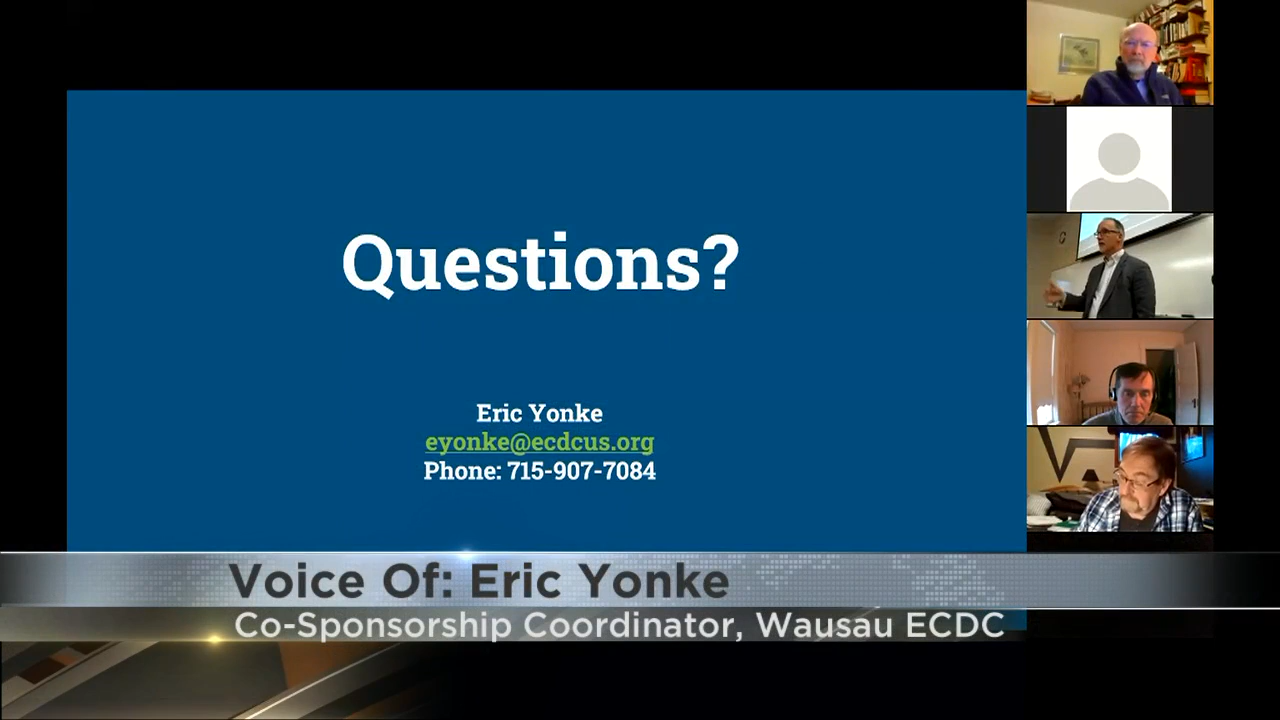 Questions?
Eric Yonke
eyonke@ecdcus.org
Phone: 715-907-7084
Voice Of: Eric Yonke
Co-Sponsorship Coordinator, Wausau ECDC